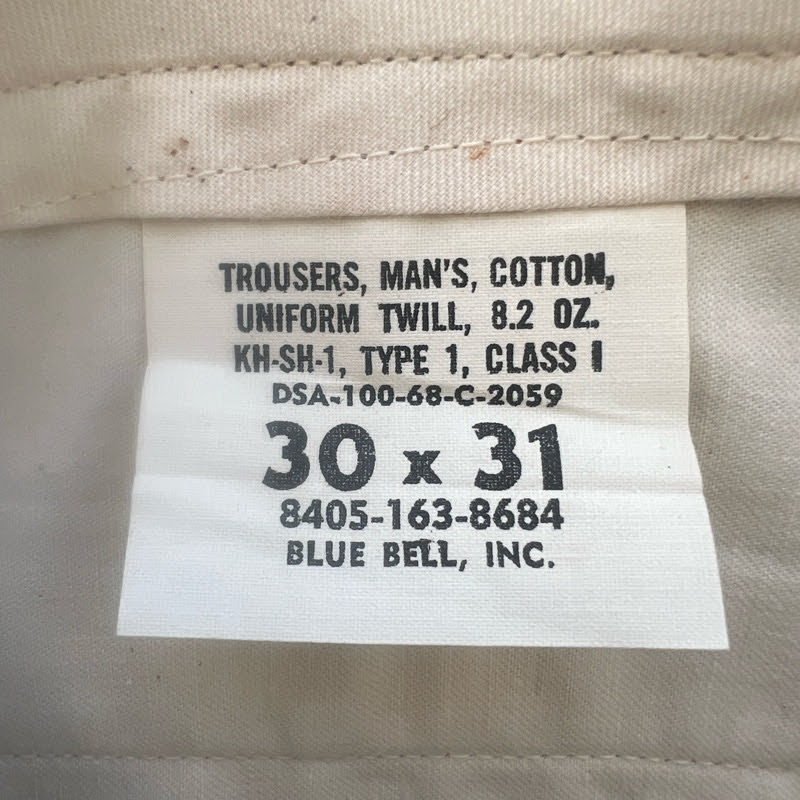 TROUSERS, MAN'S, COTTON,
UNIFORM TWILL, 8.2 OZ.
KH-SH-1, TYPE 1, CLASS 1
DSA-100-68-C-2059
30 x 31
8405-163-8684
BLUE BELL, INC.